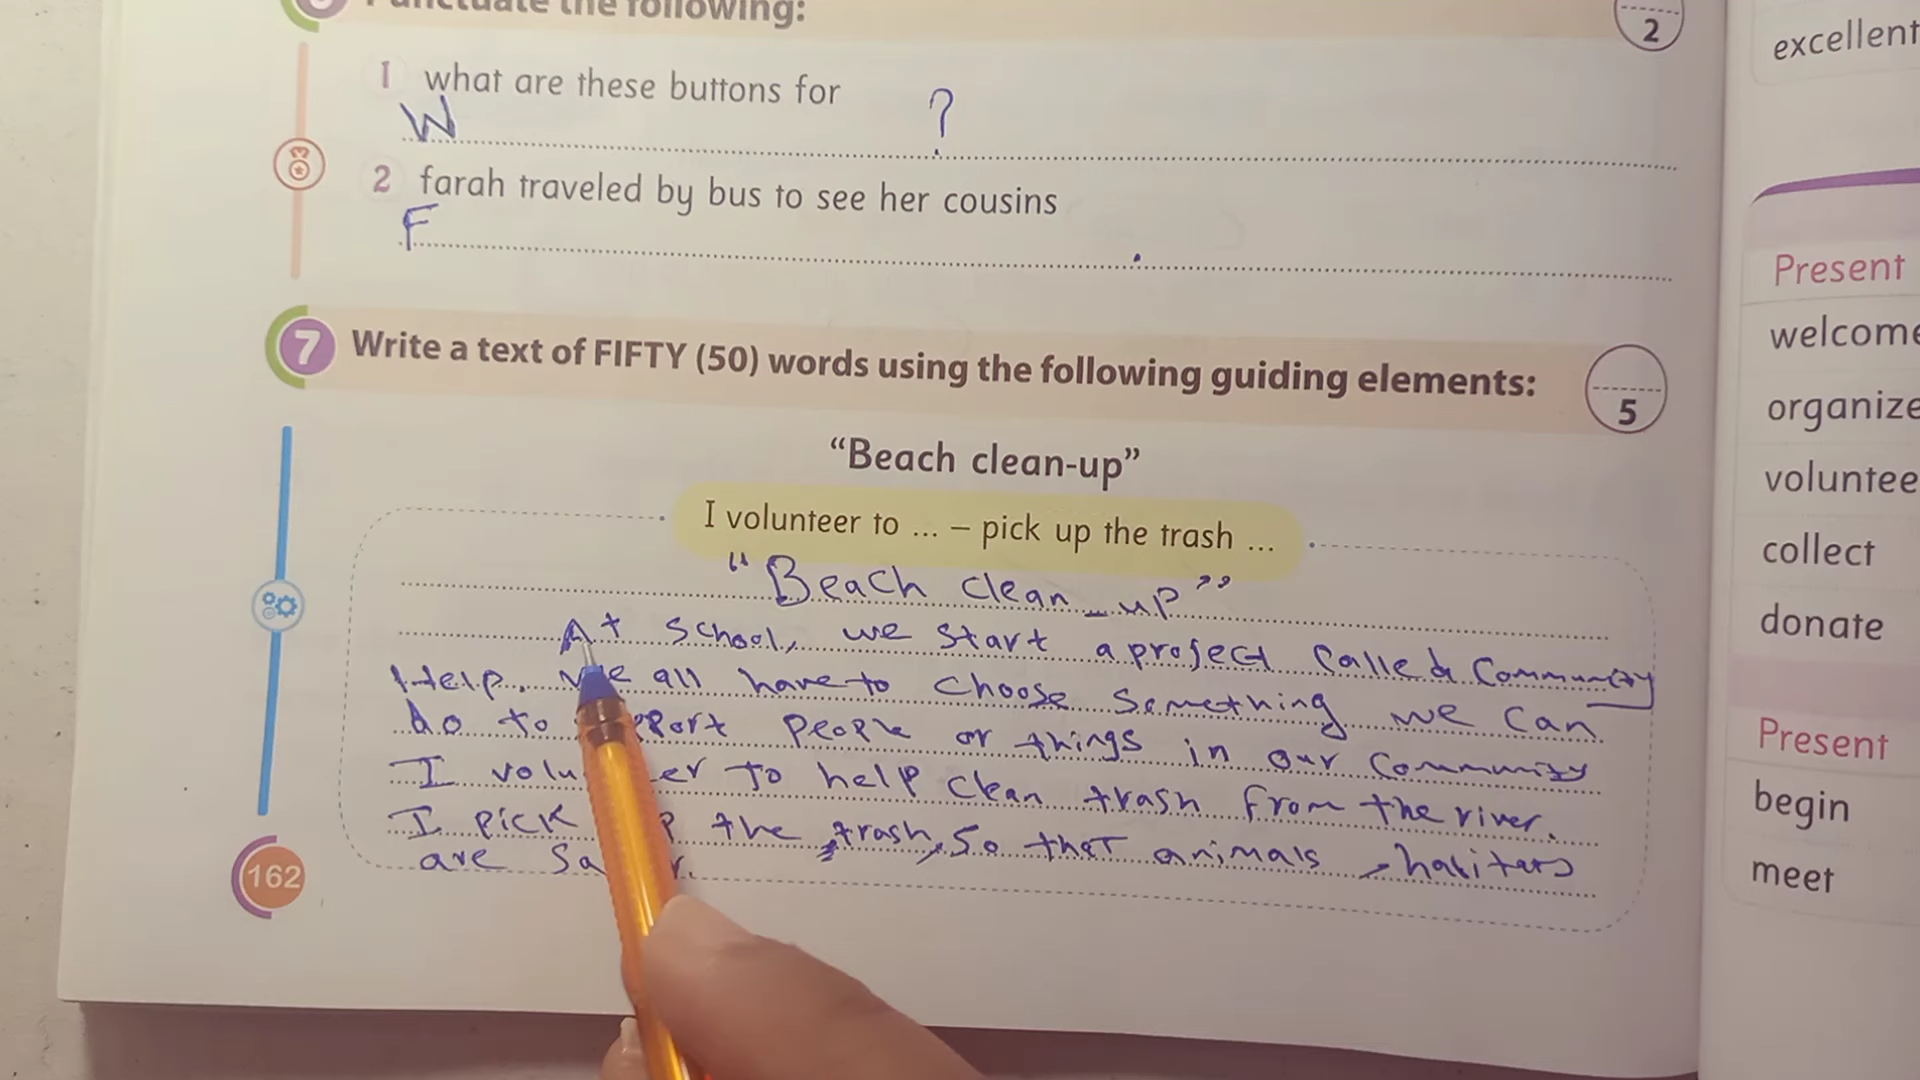 Punctuate the following:
2
1 what are these buttons for
W ?
2 farah traveled by bus to see her cousins
F .
7 Write a text of FIFTY (50) words using the following guiding elements:
5
“Beach clean-up”
I volunteer to ... – pick up the trash ...
“Beach clean-up”
At school, we start a project called Community
Help. We all have to choose something we can
do to people or things in our Community
I to help clean trash from the river.
I pick the trash, so that animals, habitats
are
162
excellent
Present
welcome
organize
voluntee
collect
donate
Present
begin
meet